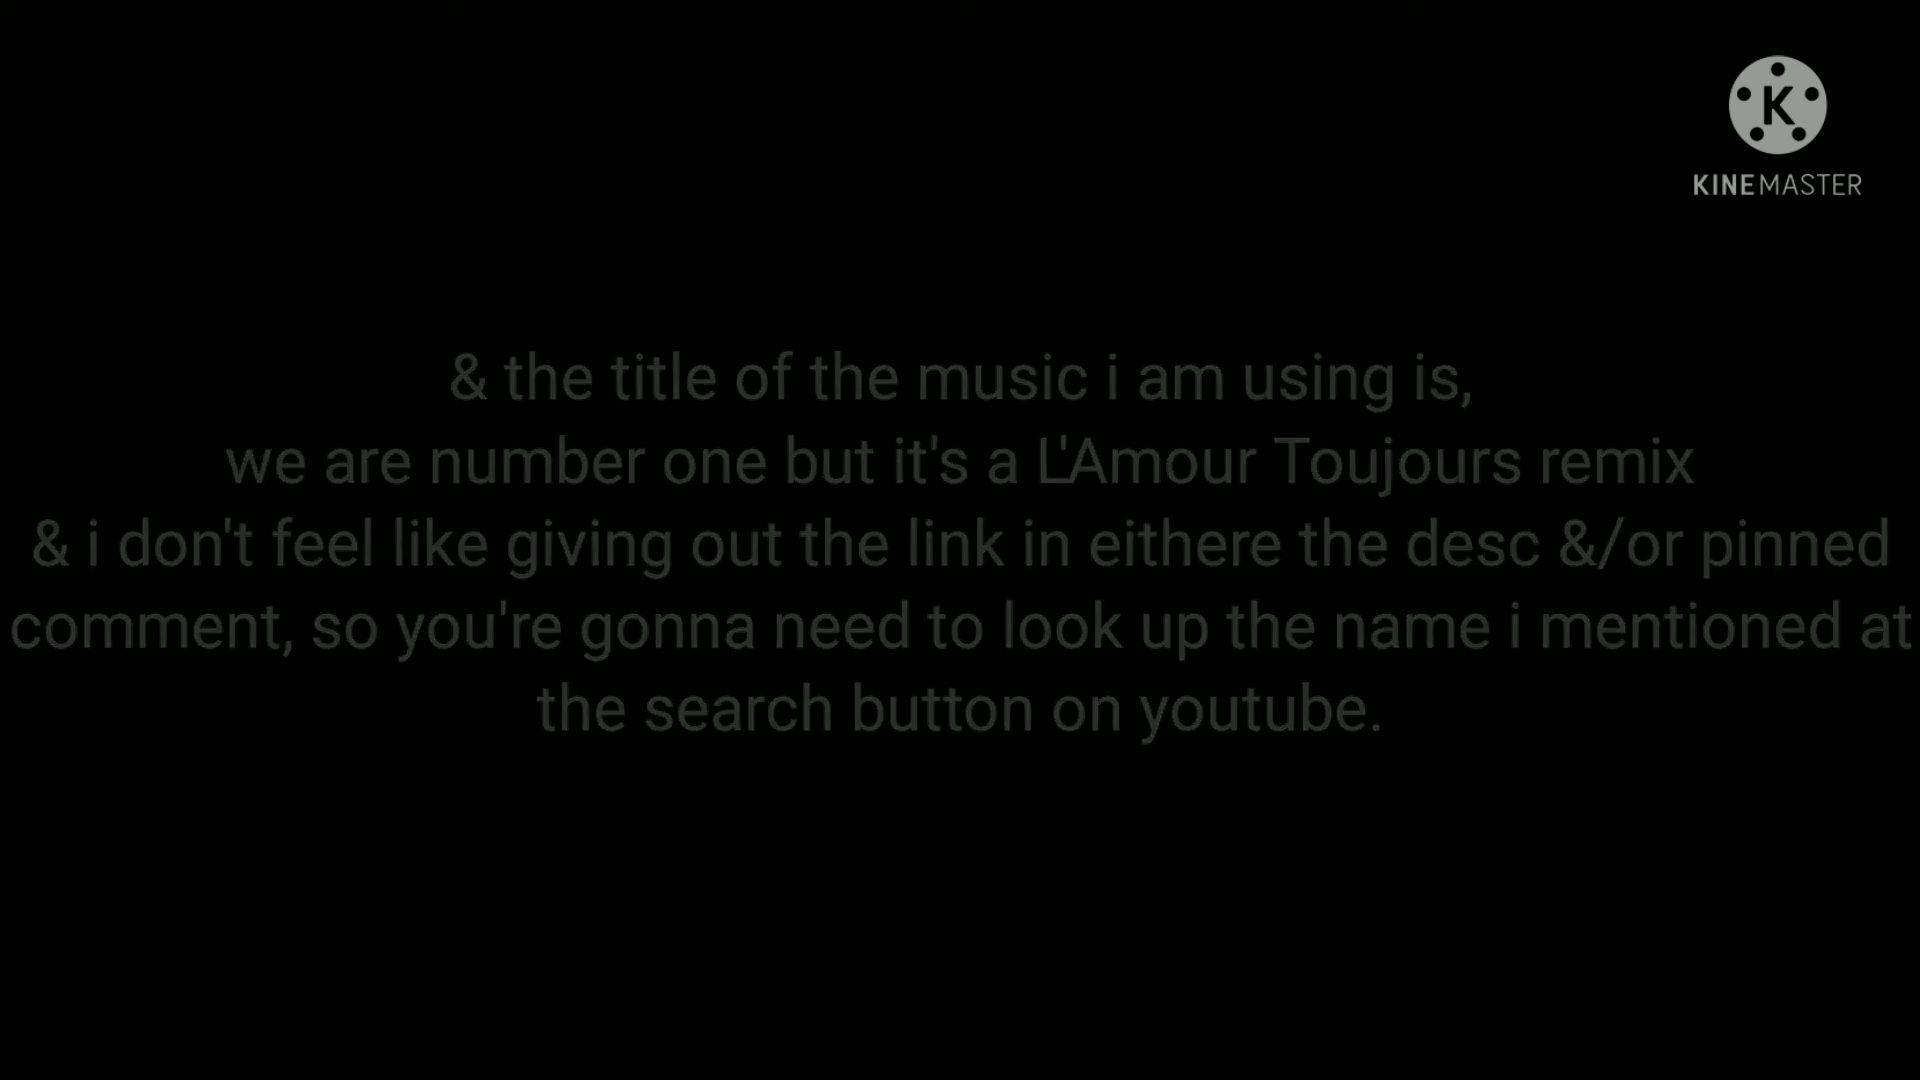 K
KINEMASTER
& the title of the music i am using is,
we are number one but it's a L'Amour Toujours remix
& i don't feel like giving out the link in eithere the desc &/or pinned
comment, so you're gonna need to look up the name i mentioned at
the search button on youtube.